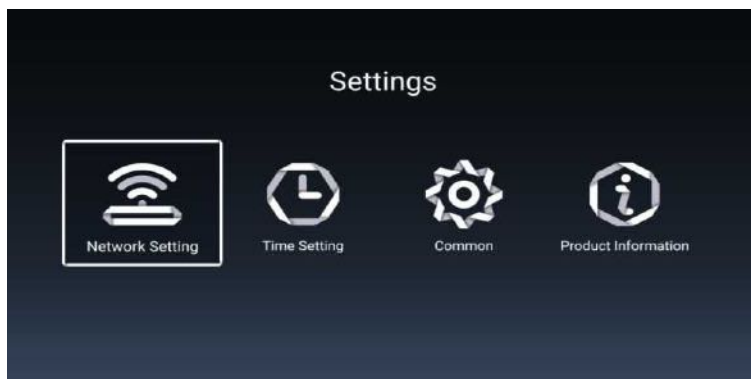 Settings
Network Setting
Time Setting
Common
Product Information